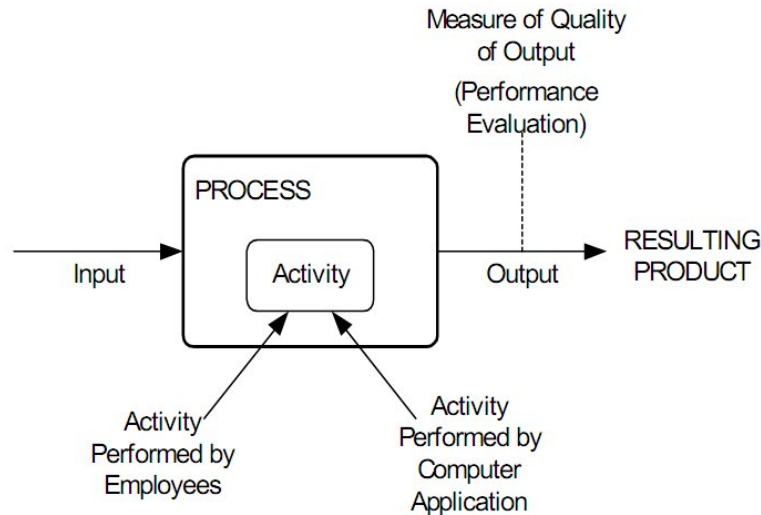 Measure of Quality
of Output
(Performance
Evaluation)
PROCESS
Activity
Input
Output
RESULTING
PRODUCT
Activity
Performed by
Employees
Activity
Performed by
Computer
Application